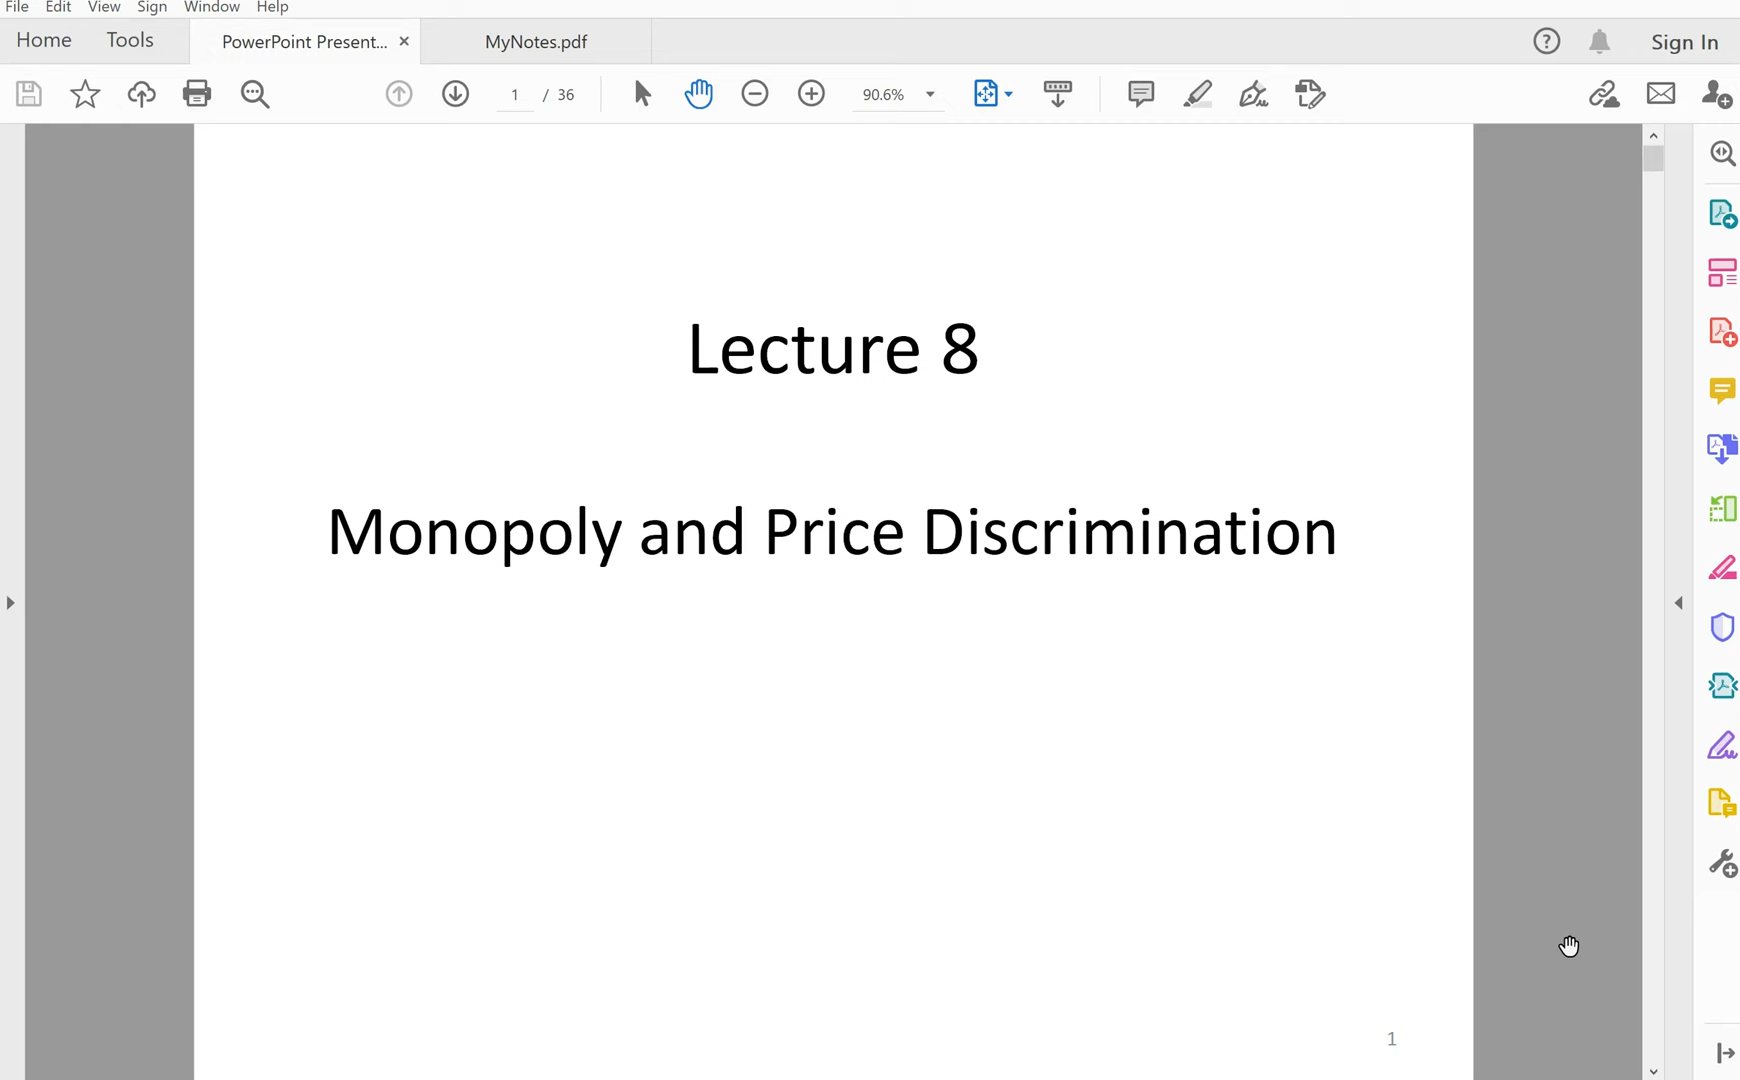 File Edit View Sign Window Help
Home Tools PowerPoint Present... × MyNotes.pdf Sign In
1 / 36 90.6%
Lecture 8
Monopoly and Price Discrimination
1